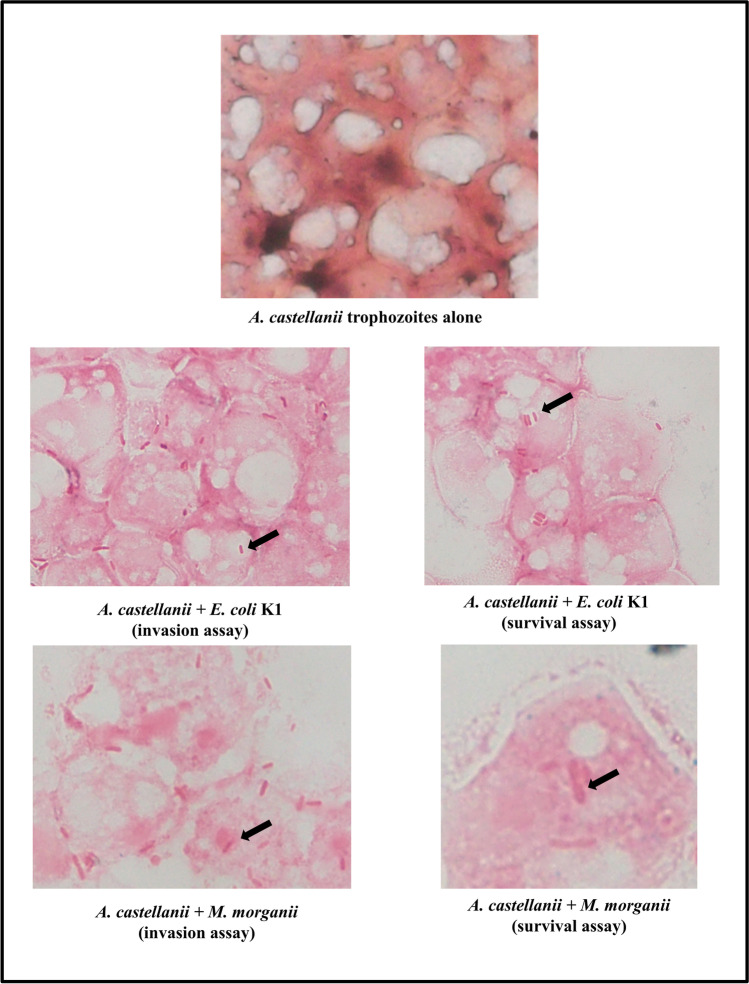 A. castellanii trophozoites alone
A. castellanii + E. coli K1
(invasion assay)
A. castellanii + E. coli K1
(survival assay)
A. castellanii + M. morganii
(invasion assay)
A. castellanii + M. morganii
(survival assay)